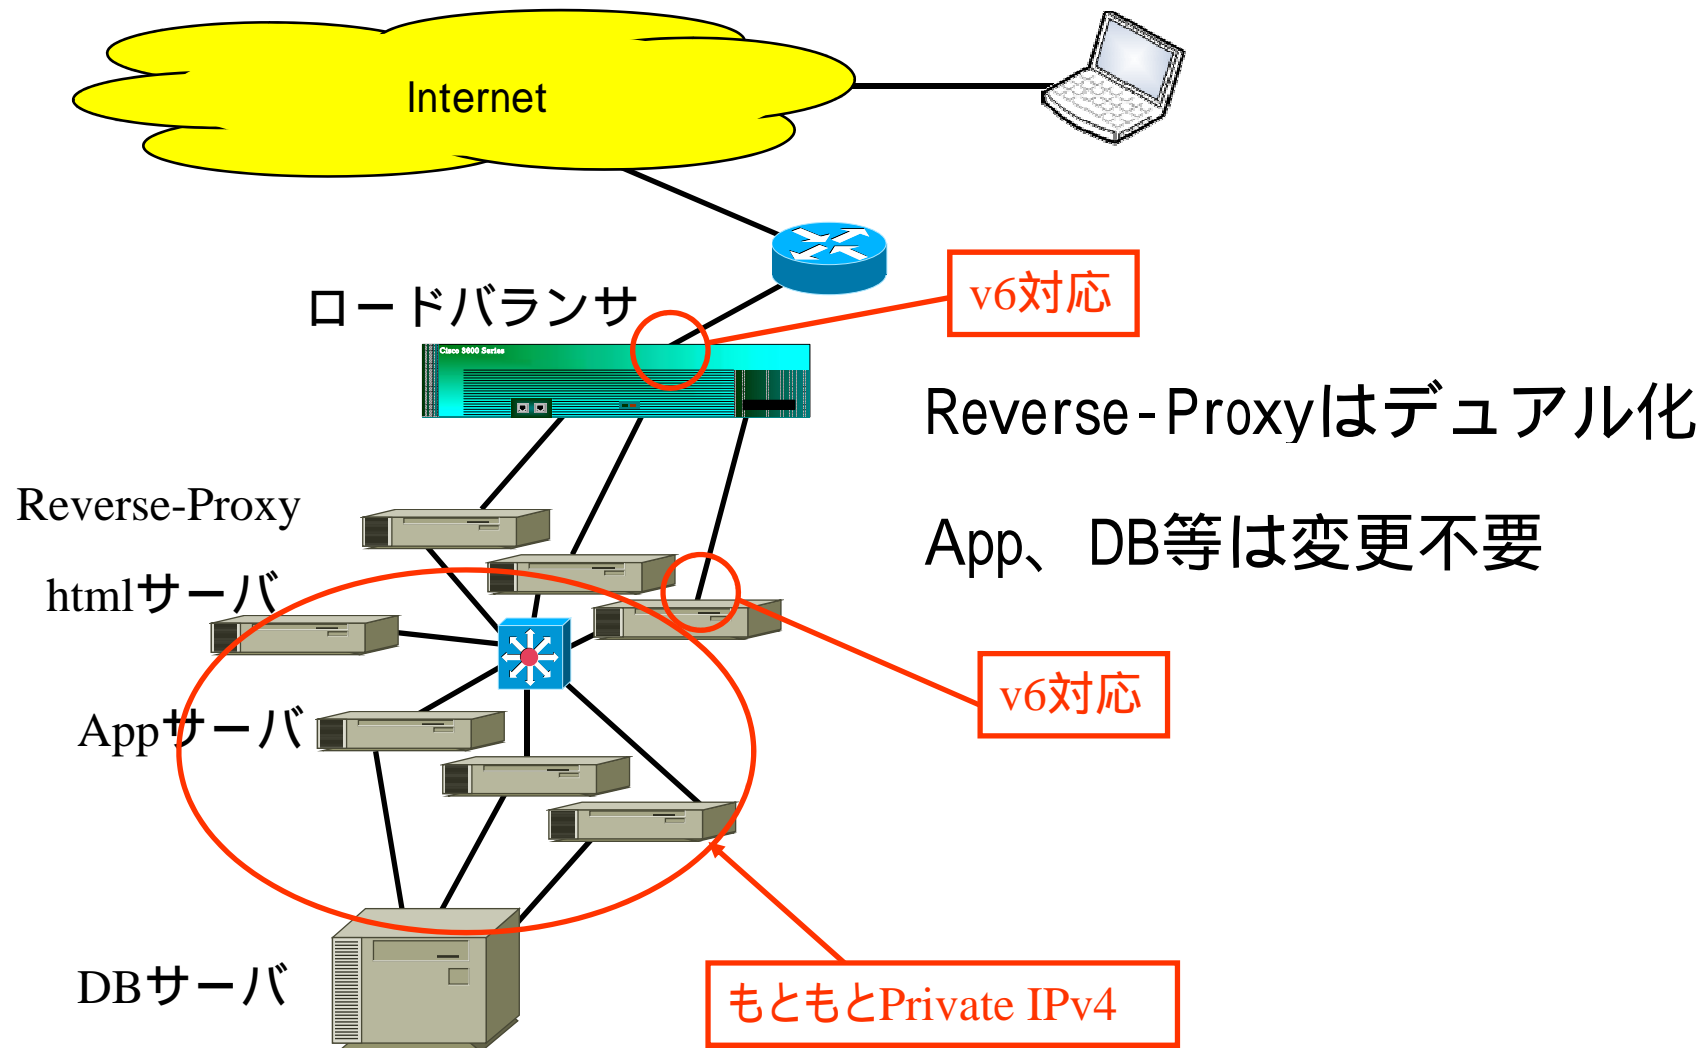 Internet
v6対応
ロードバランサ
Cisco 3600 Series
Reverse-Proxyはデュアル化
Reverse-Proxy
App、DB等は変更不要
htmlサーバ
v6対応
Appサーバ
DBサーバ
もともとPrivate IPv4